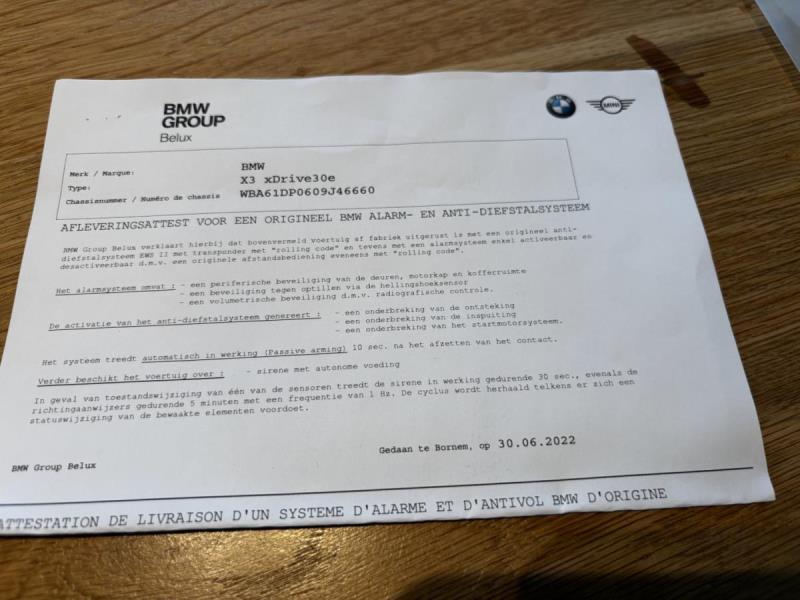 BMW
GROUP
Belux
MINI
Merk / Marque: BMW
Type: X3 xDrive30e
Chassisnummer / Numéro de chassis WBA61DP0609J46660
AFLEVERINGSATTEST VOOR EEN ORIGINEEL BMW ALARM- EN ANTI-DIEFSTALSYSTEEM
BMW Group Belux verklaart hierbij dat bovenvermeld voertuig af fabriek uitgerust is met een origineel anti-
diefstalsysteem EWS II met transponder met "rolling code" en tevens met een alarmsysteem enkel activeerbaar en
desactiveerbaar d.m.v. een originele afstandsbediening eveneens met "rolling code".
Het alarmsysteem omvat : - een periferische beveiliging van de deuren, motorkap en kofferruimte
- een beveiliging tegen optillen via de hellingshoeksensor
- een volumetrische beveiliging d.m.v. radiografische controle.
De activatie van het anti-diefstalsysteem genereert : - een onderbreking van de ontsteking
- een onderbreking van de inspuiting
- een onderbreking van het startmotorsysteem.
Het systeem treedt automatisch in werking (Passive arming) 10 sec. na het afzetten van het contact.
Verder beschikt het voertuig over : - sirene met autonome voeding
In geval van toestandswijziging van één van de sensoren treedt de sirene in werking gedurende 30 sec., evenals de
richtingaanwijzers gedurende 5 minuten met een frequentie van 1 Hz. De cyclus wordt herhaald telkens er zich een
statuswijziging van de bewaakte elementen voordoet.
Gedaan te Bornem, op 30.06.2022
BMW Group Belux
ATTESTATION DE LIVRAISON D'UN SYSTEME D'ALARME ET D'ANTIVOL BMW D'ORIGINE